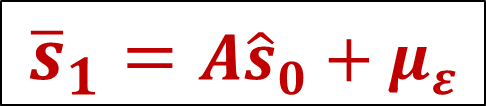 s̄₁ = Aŝ₀ + μ_ε